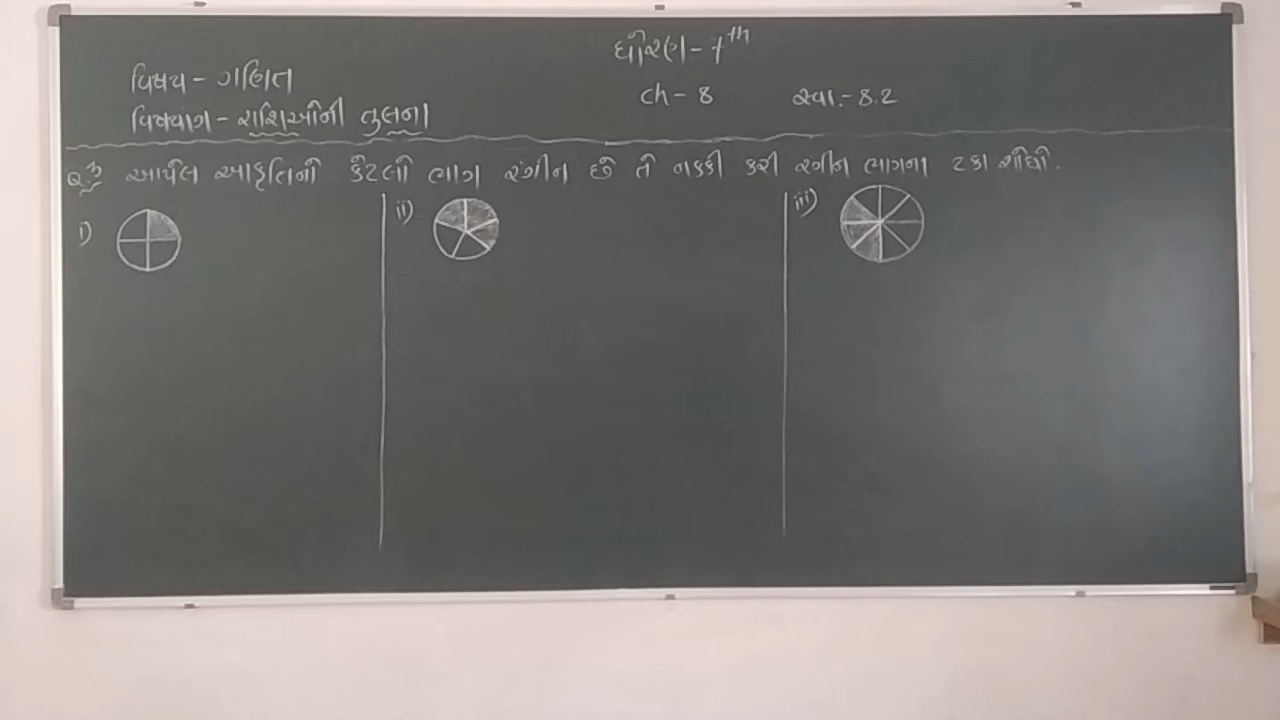 ધોરણ - 7th
વિષય - ગણિત
ch - 8
સ્વા. - 8.2
વિષયાંગ - રાશિઓની તુલના
Q.3 આપેલ આકૃતિનો કેટલો ભાગ રંગીન છે તે નક્કી કરી રંગીન ભાગના ટકા શોધો.
i)
ii)
iii)